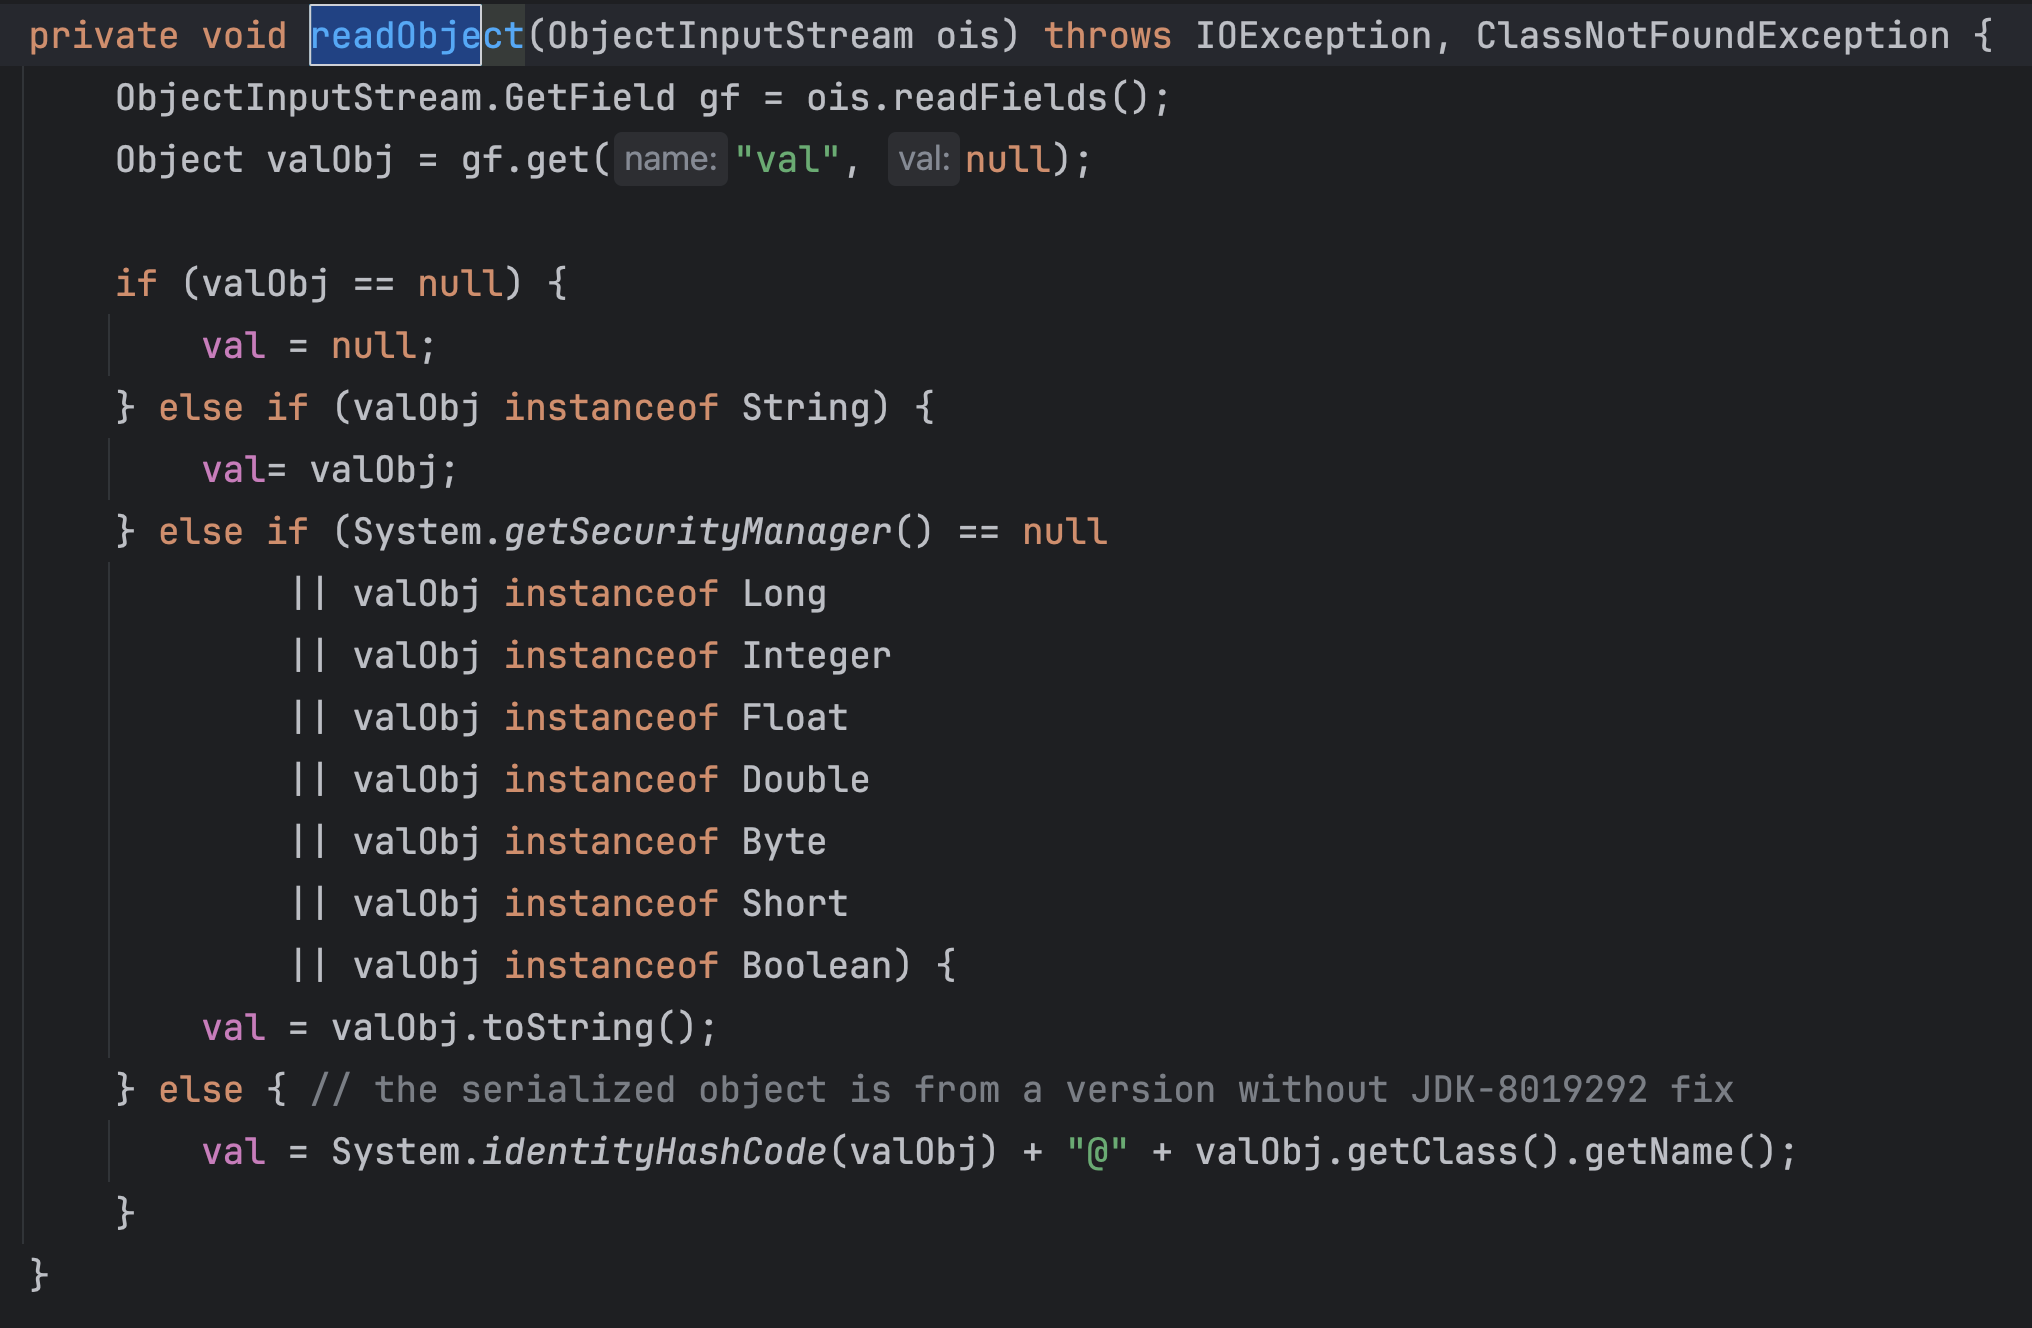 private void readObject(ObjectInputStream ois) throws IOException, ClassNotFoundException {
    ObjectInputStream.GetField gf = ois.readFields();
    Object valObj = gf.get( name: "val", val: null);

    if (valObj == null) {
        val = null;
    } else if (valObj instanceof String) {
        val= valObj;
    } else if (System.getSecurityManager() == null
            || valObj instanceof Long
            || valObj instanceof Integer
            || valObj instanceof Float
            || valObj instanceof Double
            || valObj instanceof Byte
            || valObj instanceof Short
            || valObj instanceof Boolean) {
        val = valObj.toString();
    } else { // the serialized object is from a version without JDK-8019292 fix
        val = System.identityHashCode(valObj) + "@" + valObj.getClass().getName();
    }
}